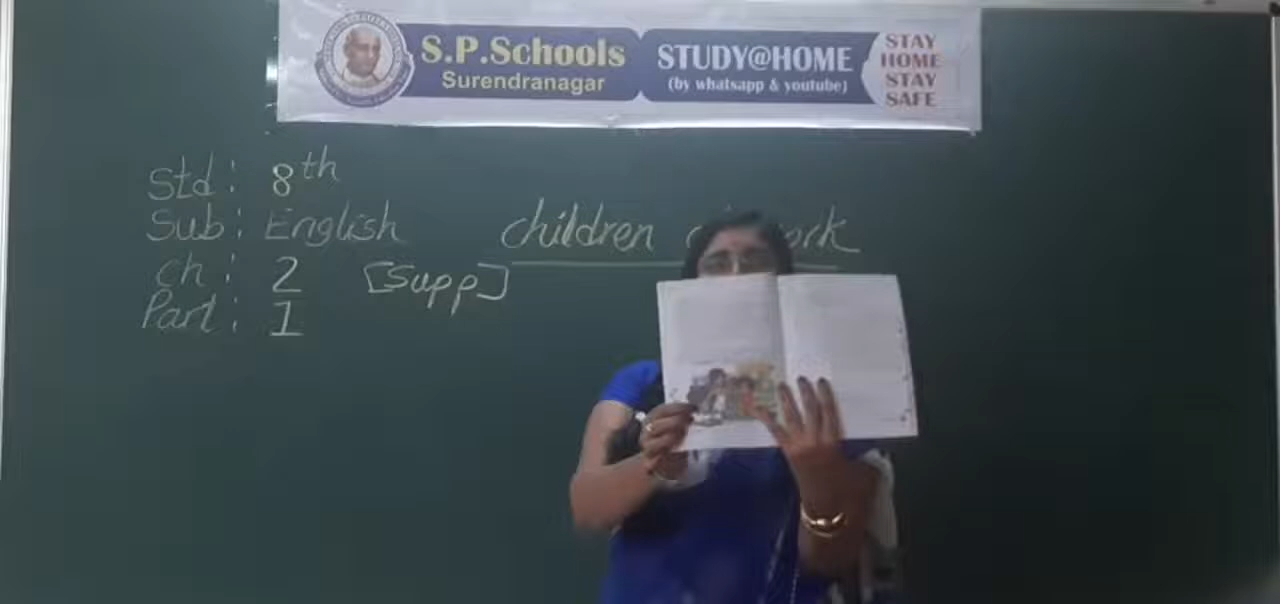 S.P.Schools
Surendranagar
STUDY@HOME
(by whatsapp & youtube)
STAY
HOME
STAY
SAFE
Std: 8th
Sub: English
children
ch: 2 [Supp]
Part: 1